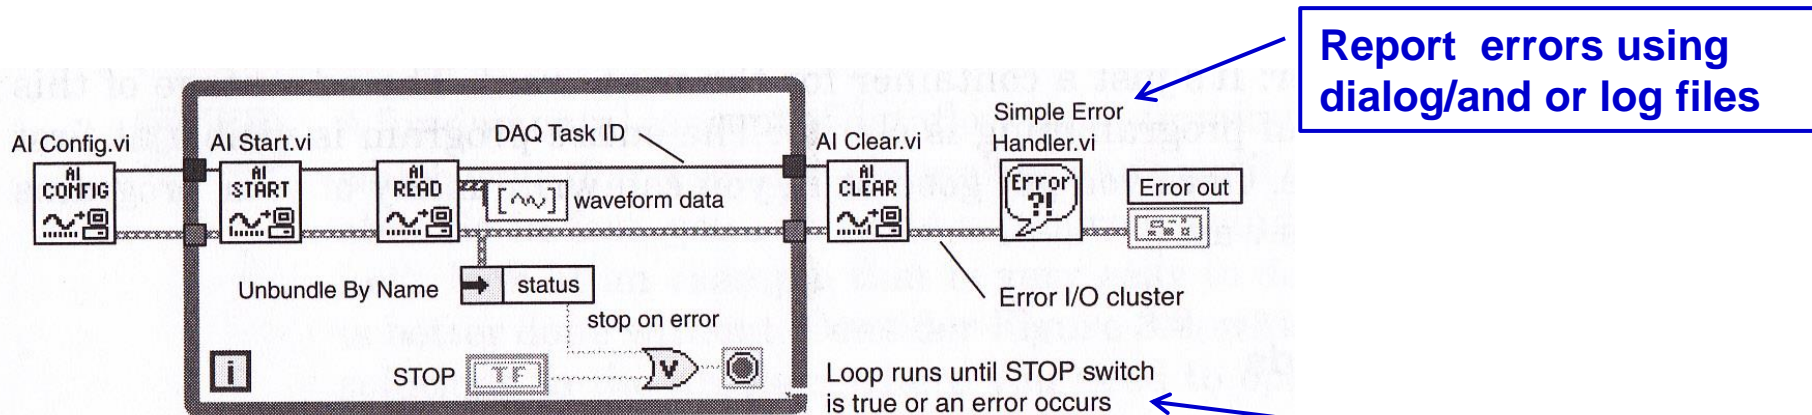 Report errors using
dialog/and or log files
Simple Error
Handler.vi
DAQ Task ID
AI Config.vi
AI Start.vi
AI Clear.vi
AI
CONFIG
AI
START
AI
READ
AI
CLEAR
Error
?!
Error out
waveform data
Unbundle By Name
status
stop on error
Error I/O cluster
i
STOP
TF
V
Loop runs until STOP switch
is true or an error occurs